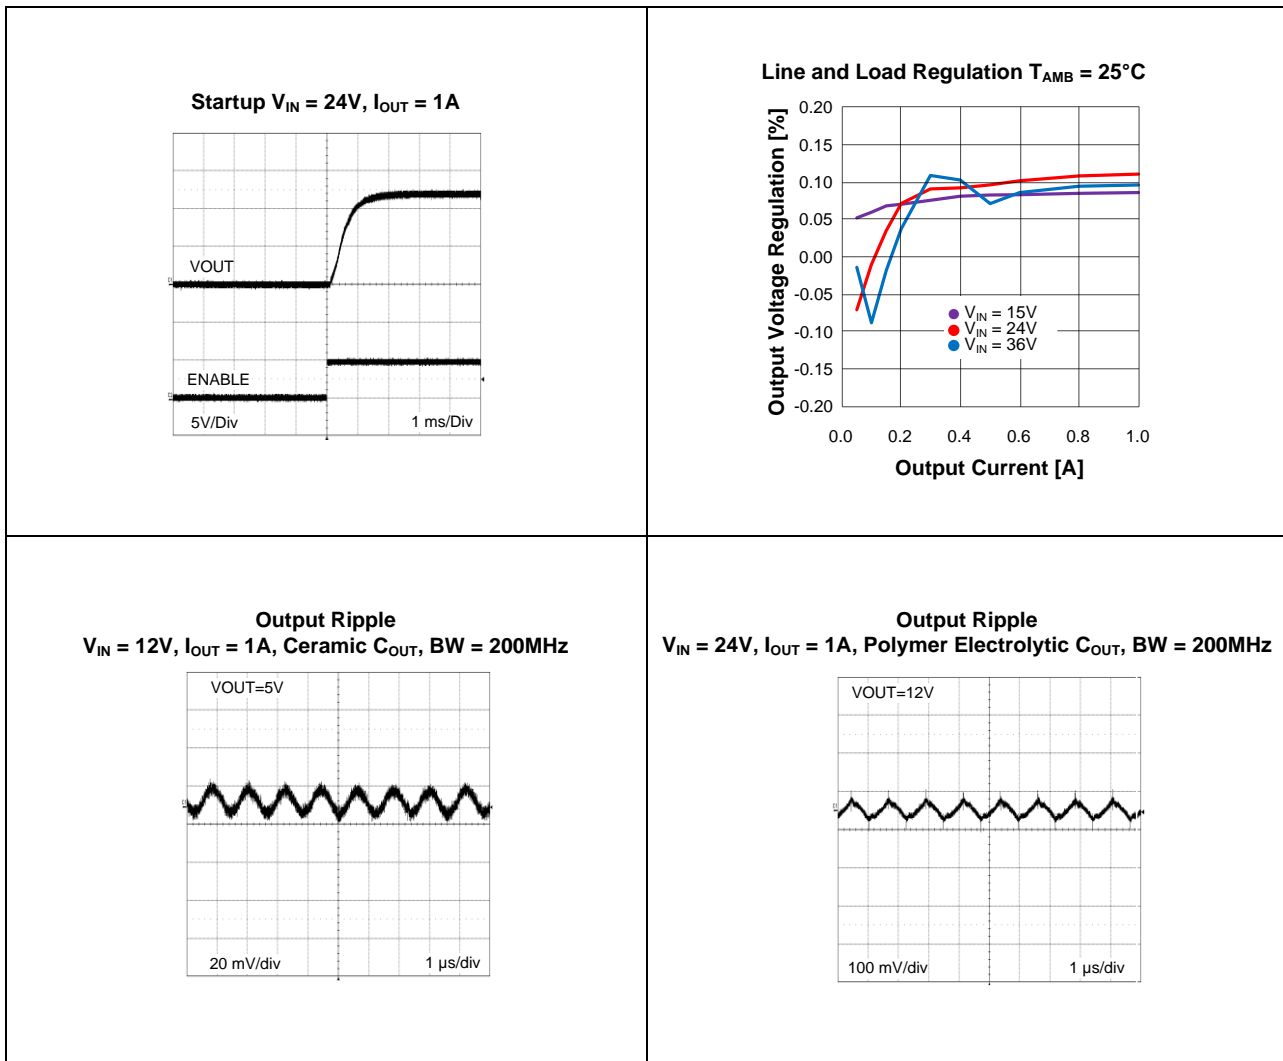 Startup VIN = 24V, IOUT = 1A
VOUT
ENABLE
5V/Div
1 ms/Div
Line and Load Regulation TAMB = 25°C
Output Voltage Regulation [%]
0.20
0.15
0.10
0.05
0.00
-0.05
-0.10
-0.15
-0.20
VIN = 15V
VIN = 24V
VIN = 36V
0.0 0.2 0.4 0.6 0.8 1.0
Output Current [A]
Output Ripple
VIN = 12V, IOUT = 1A, Ceramic COUT, BW = 200MHz
VOUT=5V
20 mV/div
1 µs/div
Output Ripple
VIN = 24V, IOUT = 1A, Polymer Electrolytic COUT, BW = 200MHz
VOUT=12V
100 mV/div
1 µs/div